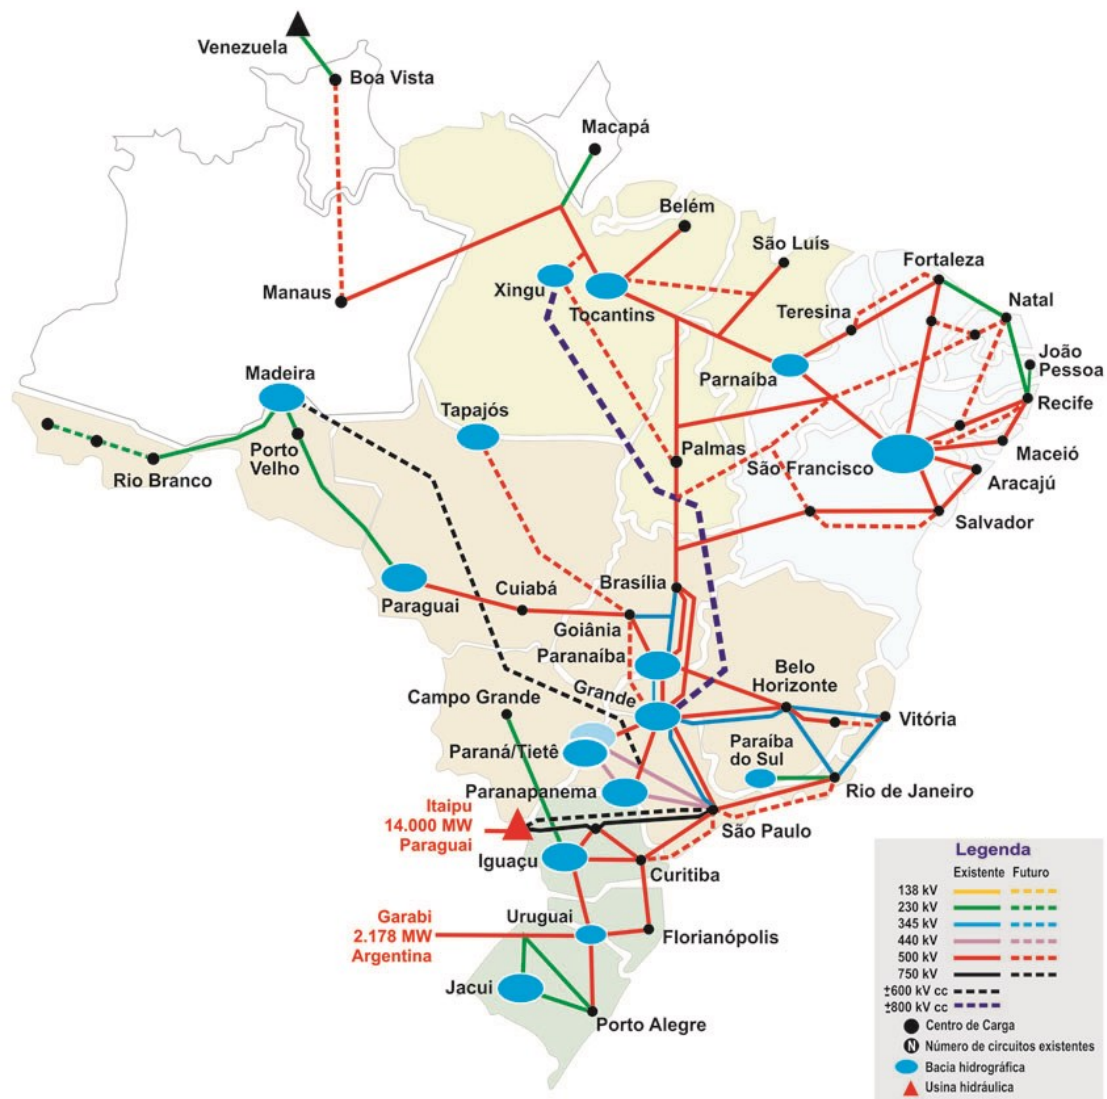 Venezuela
Boa Vista
Macapá
Belém
São Luís
Fortaleza
Xingu
Manaus
Tocantins
Teresina
Natal
João
Pessoa
Madeira
Parnaíba
Recife
Tapajós
Porto
Velho
Palmas
São Francisco
Maceió
Rio Branco
Aracajú
Salvador
Cuiabá
Brasília
Paraguai
Goiânia
Paranaíba
Belo
Horizonte
Grande
Campo Grande
Vitória
Paraná/Tietê
Paraíba
do Sul
Paranapanema
Rio de Janeiro
Itaipu
14.000 MW
Paraguai
São Paulo
Iguaçu
Curitiba
Garabi
2.178 MW
Argentina
Uruguai
Florianópolis
Jacui
Porto Alegre
Legenda
Existente Futuro
138 kV
230 kV
345 kV
440 kV
500 kV
750 kV
±600 kV cc
±800 kV cc
Centro de Carga
N Número de circuitos existentes
Bacia hidrográfica
Usina hidráulica